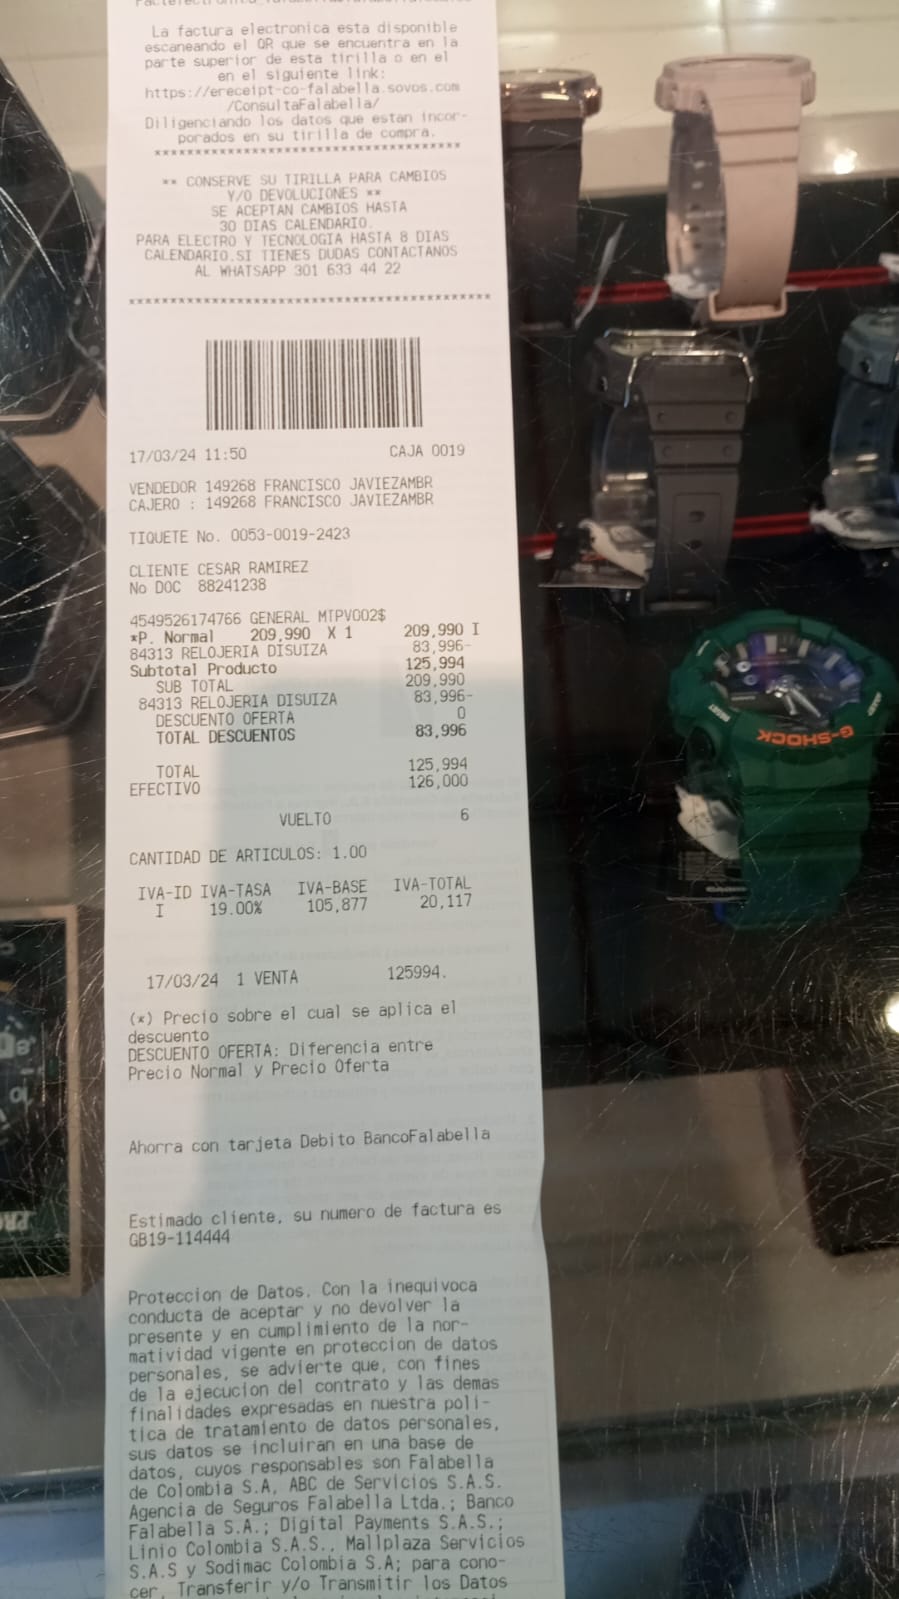 La factura electronica esta disponible
escaneando el QR que se encuentra en la
parte superior de esta tirilla o en el
en el siguiente link:
https://ereceipt-co-falabella.sovos.com
/ConsultaFalabella/
Diligenciando los datos que estan incor-
porados en su tirilla de compra.
** CONSERVE SU TIRILLA PARA CAMBIOS
Y/O DEVOLUCIONES **
SE ACEPTAN CAMBIOS HASTA
30 DIAS CALENDARIO.
PARA ELECTRO Y TECNOLOGIA HASTA 8 DIAS
CALENDARIO.SI TIENES DUDAS CONTACTANOS
AL WHATSAPP 301 633 44 22
17/03/24 11:50 CAJA 0019
VENDEDOR 149268 FRANCISCO JAVIEZAMBR
CAJERO : 149268 FRANCISCO JAVIEZAMBR
TIQUETE No. 0053-0019-2423
CLIENTE CESAR RAMIREZ
No DOC 88241238
4549526174766 GENERAL MTPV002$
*P. Normal 209,990 X 1 209,990 I
84313 RELOJERIA DISUIZA 83,996-
Subtotal Producto 125,994
SUB TOTAL 209,990
84313 RELOJERIA DISUIZA 83,996-
DESCUENTO OFERTA 0
TOTAL DESCUENTOS 83,996
TOTAL 125,994
EFECTIVO 126,000
VUELTO 6
CANTIDAD DE ARTICULOS: 1.00
IVA-ID IVA-TASA IVA-BASE IVA-TOTAL
I 19.00% 105,877 20,117
17/03/24 1 VENTA 125994.
(*) Precio sobre el cual se aplica el
descuento
DESCUENTO OFERTA: Diferencia entre
Precio Normal y Precio Oferta
Ahorra con tarjeta Debito BancoFalabella
Estimado cliente, su numero de factura es
GB19-114444
Proteccion de Datos. Con la inequivoca
conducta de aceptar y no devolver la
presente y en cumplimiento de la nor-
matividad vigente en proteccion de datos
personales, se advierte que, con fines
de la ejecucion del contrato y las demas
finalidades expresadas en nuestra poli-
tica de tratamiento de datos personales,
sus datos se incluiran en una base de
datos, cuyos responsables son Falabella
de Colombia S.A, ABC de Servicios S.A.S.
Agencia de Seguros Falabella Ltda.; Banco
Falabella S.A.; Digital Payments S.A.S.;
Linio Colombia S.A.S., Mallplaza Servicios
S.A.S y Sodimac Colombia S.A; para cono-
cer, Transferir y/o Transmitir los Datos
G-SHOCK